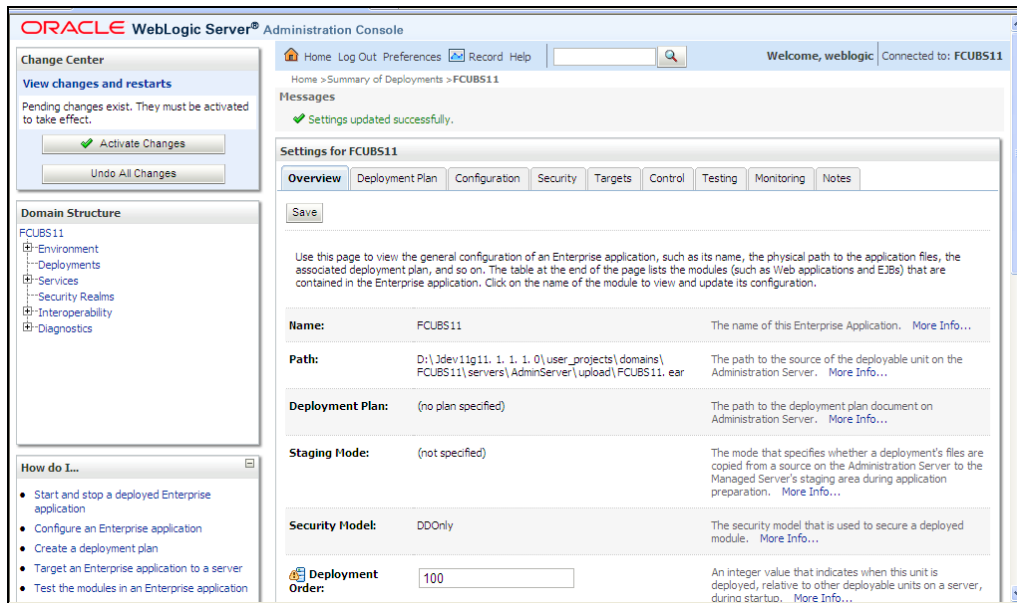 ORACLE WebLogic Server® Administration Console
Change Center
View changes and restarts
Pending changes exist. They must be activated
to take effect.
Activate Changes
Undo All Changes
Domain Structure
FCUBS11
Environment
Deployments
Services
Security Realms
Interoperability
Diagnostics
How do I...
Start and stop a deployed Enterprise
application
Configure an Enterprise application
Create a deployment plan
Target an Enterprise application to a server
Test the modules in an Enterprise application
Home Log Out Preferences Record Help
Welcome, weblogic Connected to: FCUBS11
Home >Summary of Deployments >FCUBS11
Messages
Settings updated successfully.
Settings for FCUBS11
Overview Deployment Plan Configuration Security Targets Control Testing Monitoring Notes
Save
Use this page to view the general configuration of an Enterprise application, such as its name, the physical path to the application files, the
associated deployment plan, and so on. The table at the end of the page lists the modules (such as Web applications and EJBs) that are
contained in the Enterprise application. Click on the name of the module to view and update its configuration.
Name: FCUBS11 The name of this Enterprise Application. More Info...
Path: D:\Jdev11g11. 1. 1. 1. 0\user_projects\domains\ The path to the source of the deployable unit on the
FCUBS11\servers\AdminServer\upload\FCUBS11. ear Administration Server. More Info...
Deployment Plan: (no plan specified) The path to the deployment plan document on
Administration Server. More Info...
Staging Mode: (not specified) The mode that specifies whether a deployment's files are
copied from a source on the Administration Server to the
Managed Server's staging area during application
preparation. More Info...
Security Model: DDOnly The security model that is used to secure a deployed
module. More Info...
Deployment Order: 100 An integer value that indicates when this unit is
deployed, relative to other deployable units on a server,
during startup. More Info...